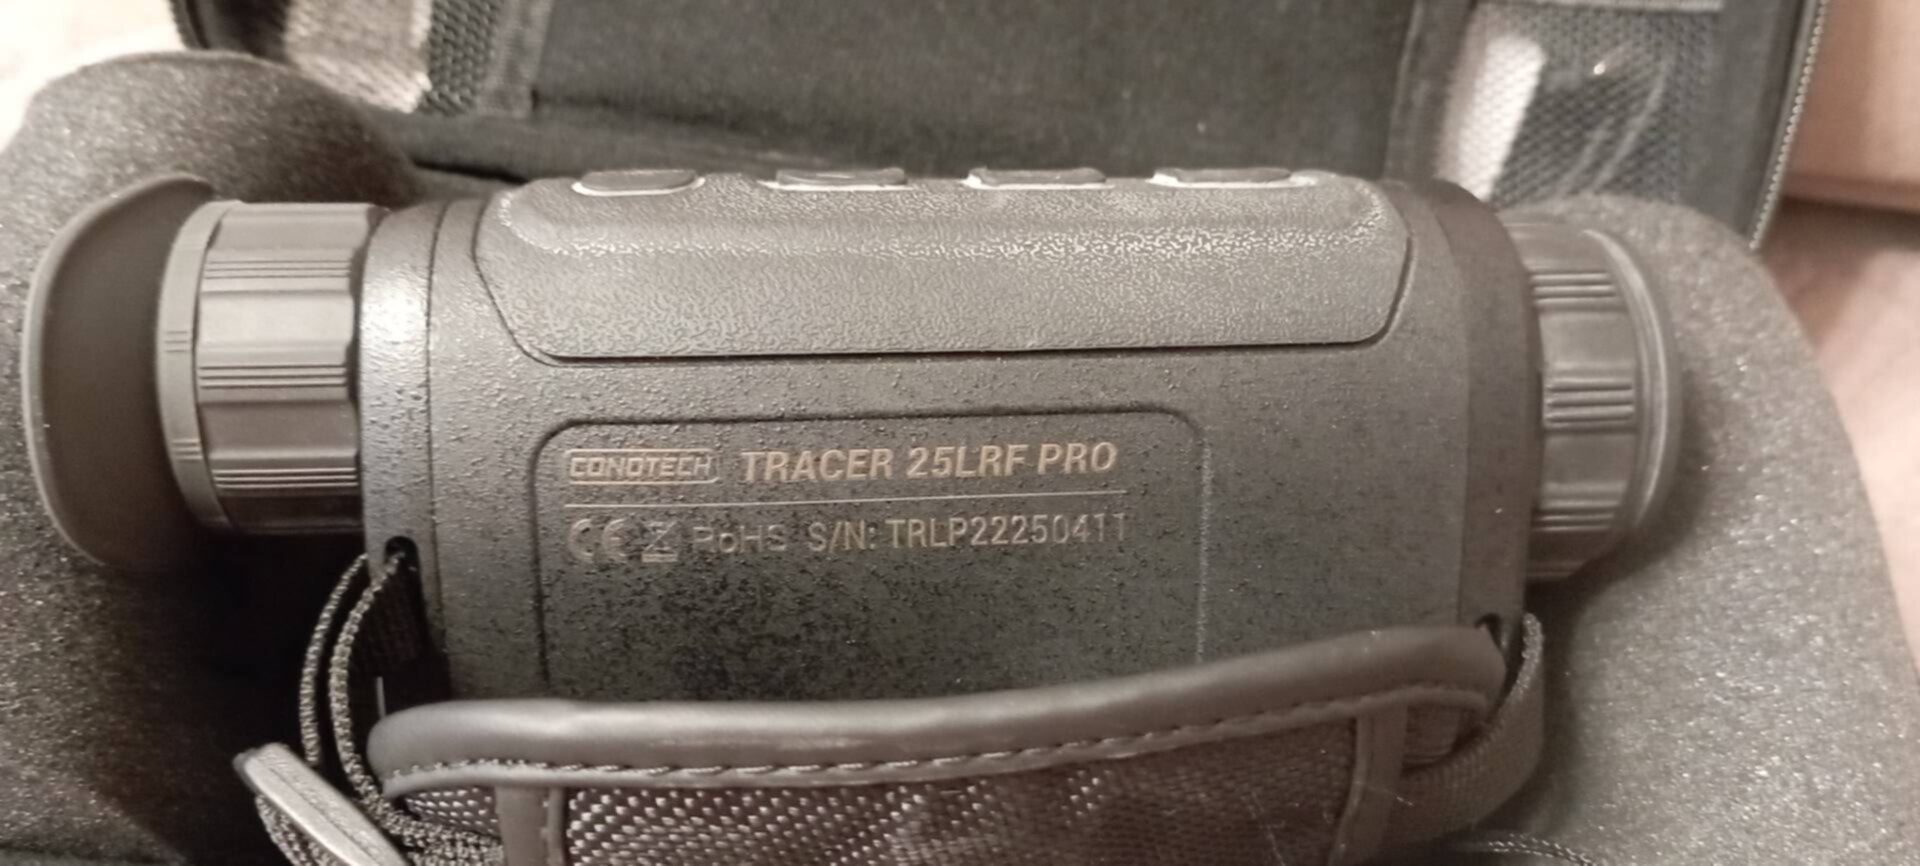 CONOTECH TRACER 25LRF PRO
CE RoHS S/N: TRLP22250411